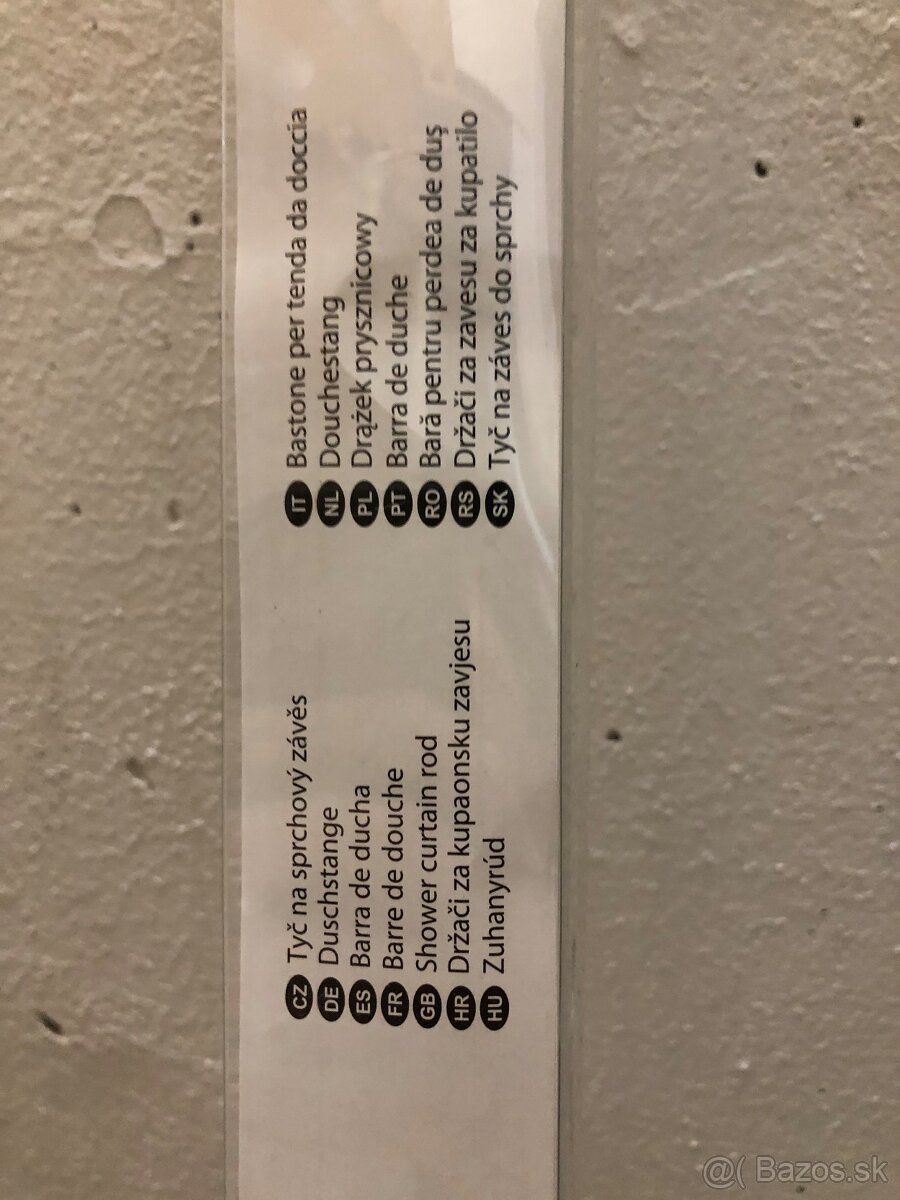 CZ Tyč na sprchový závěs
DE Duschstange
ES Barra de ducha
FR Barre de douche
GB Shower curtain rod
HR Držači za kupaonsku zavjesu
HU Zuhanyrúd
IT Bastone per tenda da doccia
NL Douchestang
PL Drążek prysznicowy
PT Barra de duche
RO Bară pentru perdea de duş
RS Držači za zavesu za kupatilo
SK Tyč na záves do sprchy
@( Bazos.sk